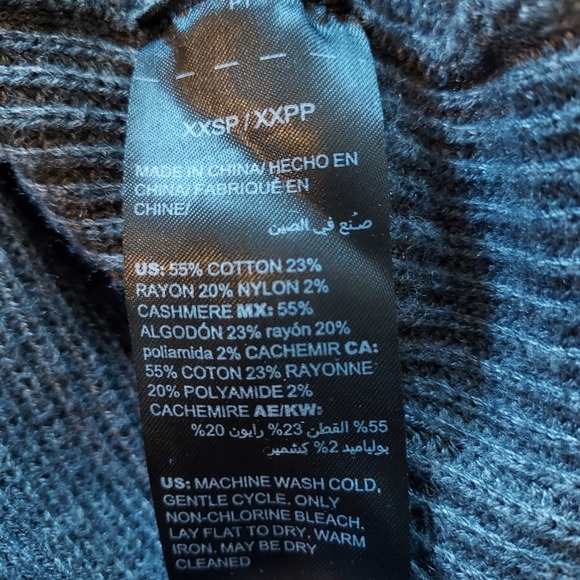 XXSP / XXPP
MADE IN CHINA/ HECHO EN
CHINA/ FABRIQUÉ EN
CHINE/
صُنع في الصين
US: 55% COTTON 23%
RAYON 20% NYLON 2%
CASHMERE MX: 55%
ALGODÓN 23% rayón 20%
poliamida 2% CACHEMIR CA:
55% COTON 23% RAYONNE
20% POLYAMIDE 2%
CACHEMIRE AE/KW:
55% القطن 23% رايون 20%
بولياميد 2% كشمير
US: MACHINE WASH COLD,
GENTLE CYCLE. ONLY
NON-CHLORINE BLEACH,
LAY FLAT TO DRY. WARM
IRON. MAY BE DRY
CLEANED